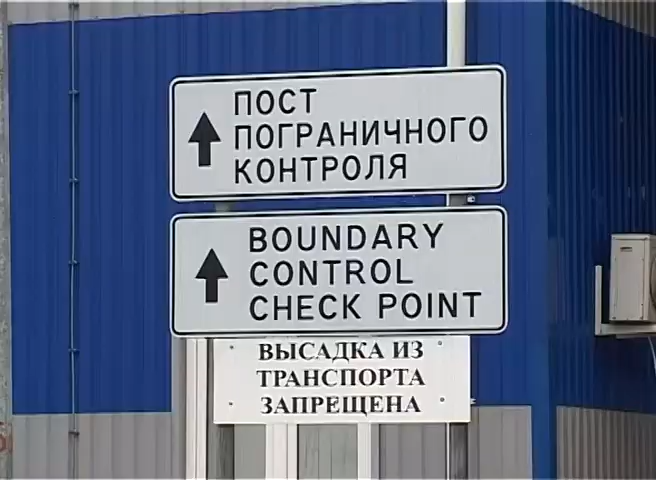 ПОСТ
ПОГРАНИЧНОГО
КОНТРОЛЯ
BOUNDARY
CONTROL
CHECK POINT
ВЫСАДКА ИЗ
ТРАНСПОРТА
ЗАПРЕЩЕНА